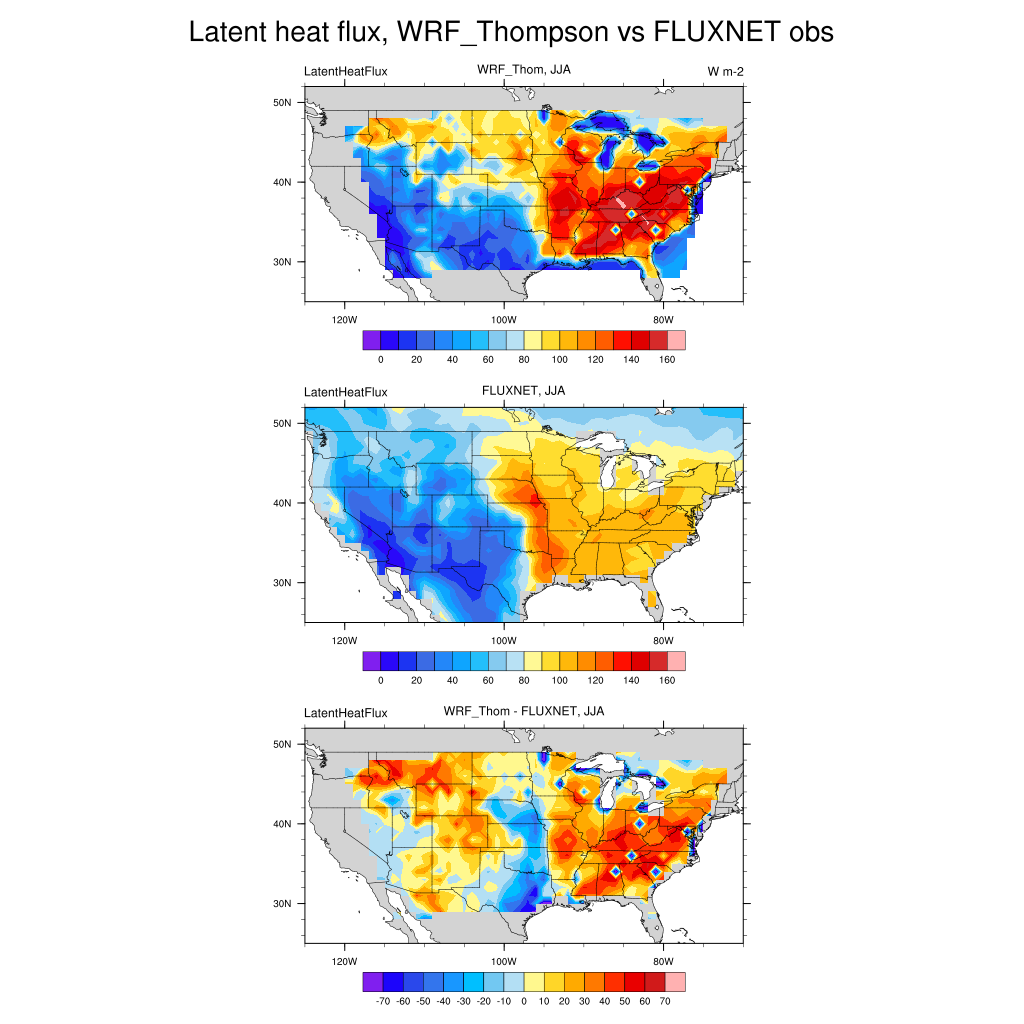 Latent heat flux, WRF_Thompson vs FLUXNET obs
LatentHeatFlux WRF_Thom, JJA W m-2
50N
40N
30N
120W 100W 80W
0 20 40 60 80 100 120 140 160
LatentHeatFlux FLUXNET, JJA
50N
40N
30N
120W 100W 80W
0 20 40 60 80 100 120 140 160
LatentHeatFlux WRF_Thom - FLUXNET, JJA
50N
40N
30N
120W 100W 80W
-70 -60 -50 -40 -30 -20 -10 0 10 20 30 40 50 60 70